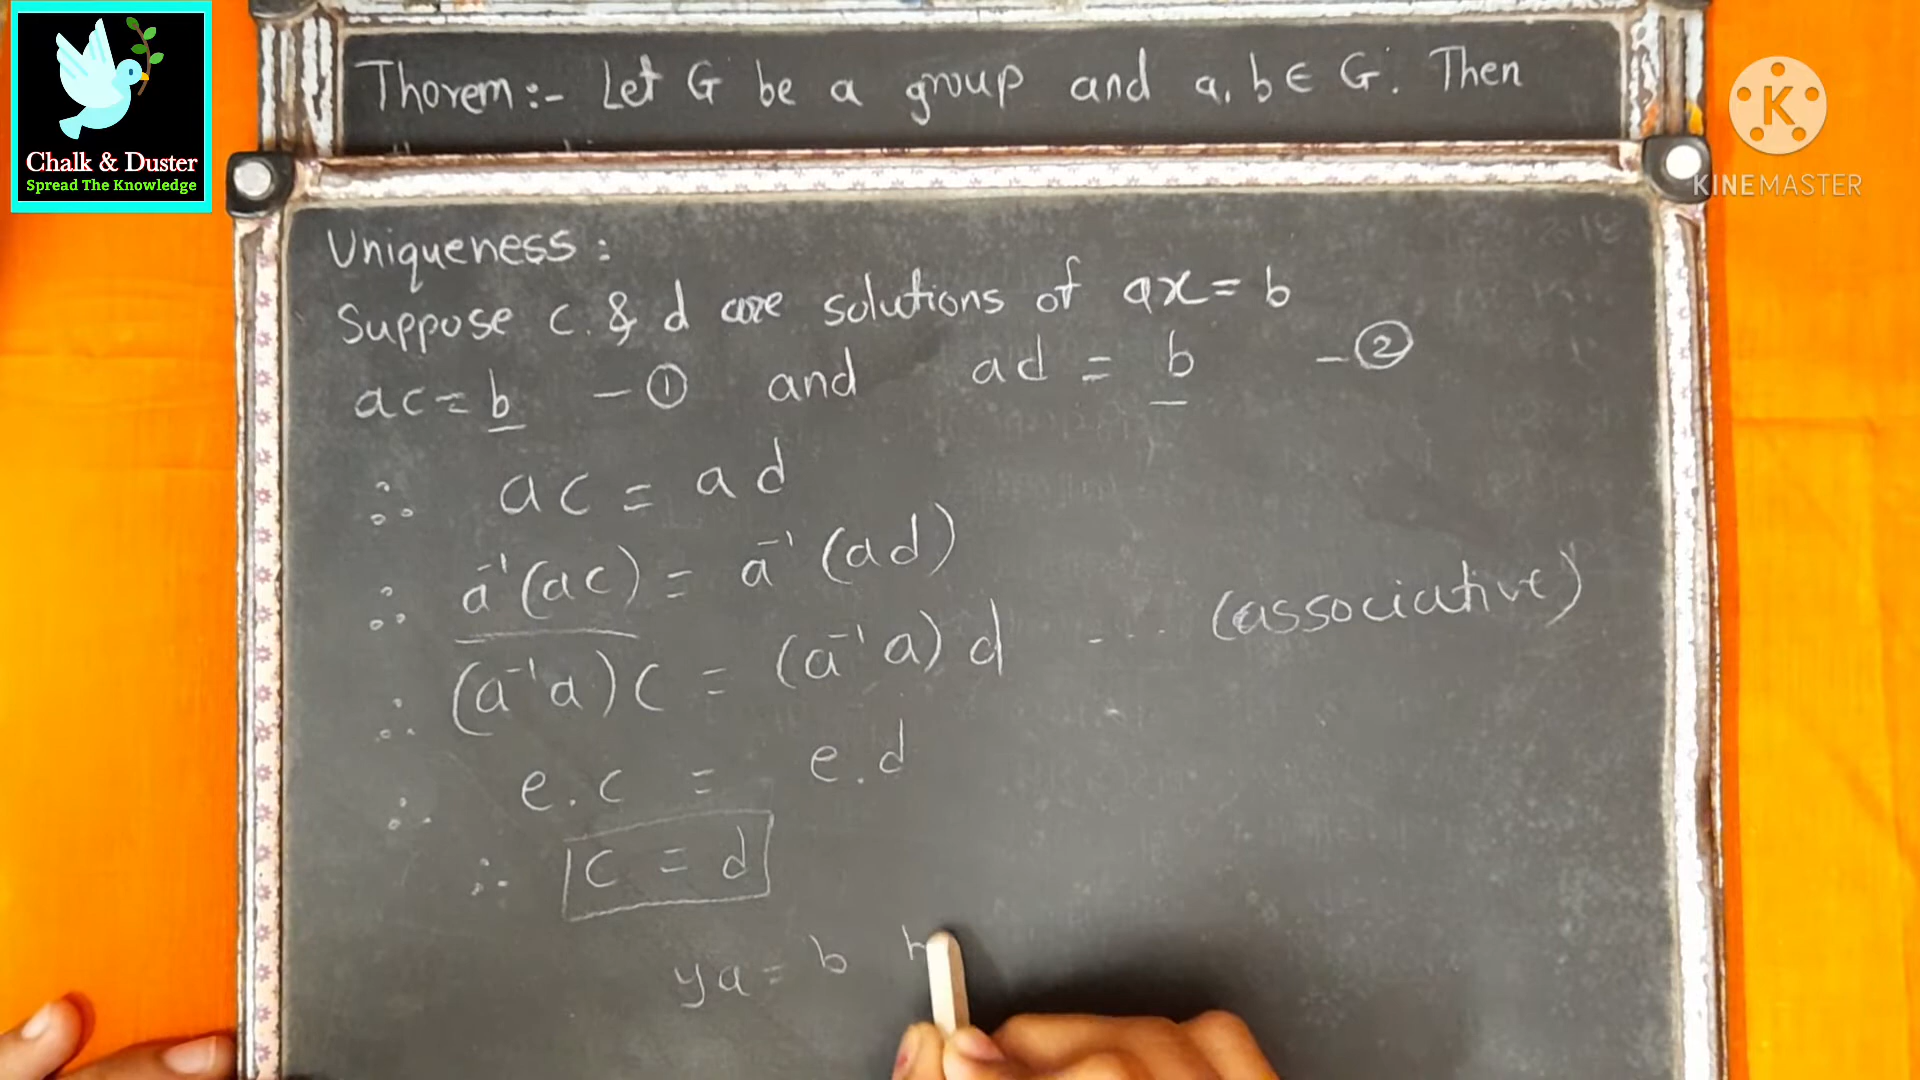 Chalk & Duster
Spread The Knowledge
KINEMASTER
Thorem :- Let G be a group and a, b ∈ G. Then
Uniqueness :
Suppose c & d are solutions of ax = b
ac = b — ① and ad = b — ②
∴ ac = ad
∴ a⁻¹(ac) = a⁻¹(ad)
∴ (a⁻¹a)c = (a⁻¹a)d --- (associative)
∴ e.c = e.d
∴ c = d
ya = b